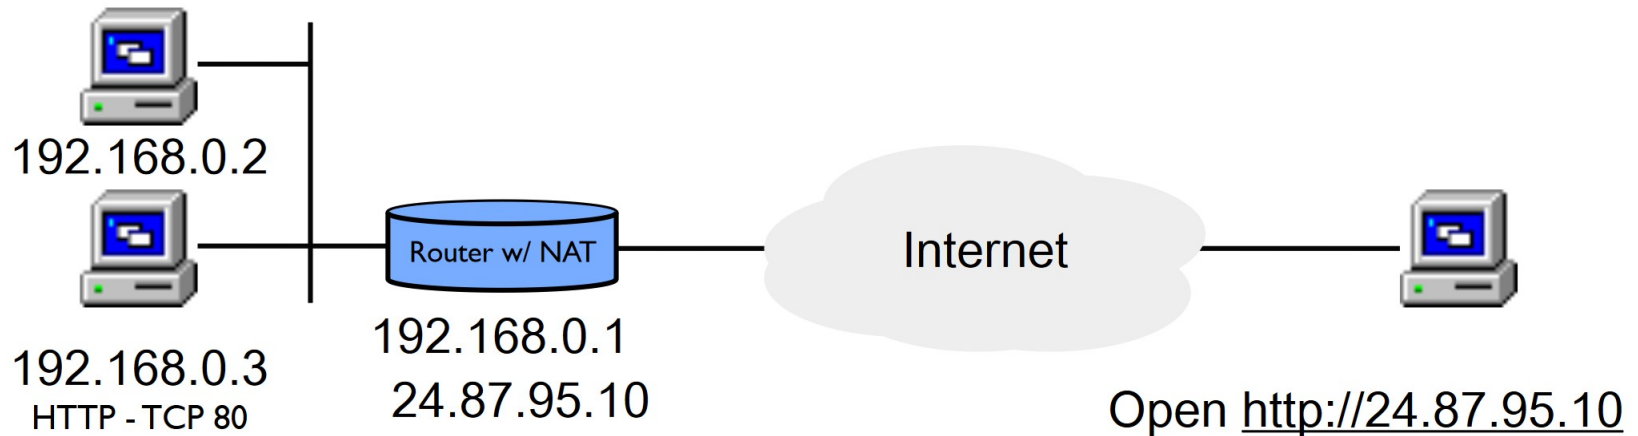 192.168.0.2
192.168.0.3
HTTP - TCP 80
Router w/ NAT
192.168.0.1
24.87.95.10
Internet
Open http://24.87.95.10